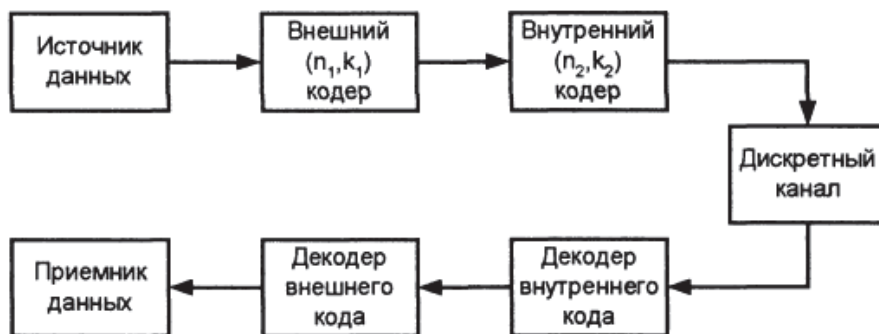 Источник
данных
Внешний
(n₁,k₁)
кодер
Внутренний
(n₂,k₂)
кодер
Дискретный
канал
Приемник
данных
Декодер
внешнего
кода
Декодер
внутреннего
кода